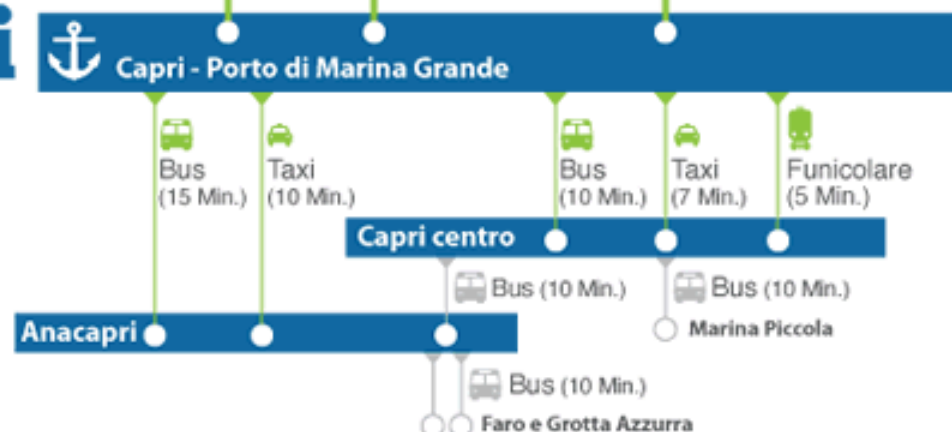 i
Capri - Porto di Marina Grande
Bus
(15 Min.)
Taxi
(10 Min.)
Bus
(10 Min.)
Taxi
(7 Min.)
Funicolare
(5 Min.)
Capri centro
Bus (10 Min.)
Bus (10 Min.)
Marina Piccola
Anacapri
Bus (10 Min.)
Faro e Grotta Azzurra